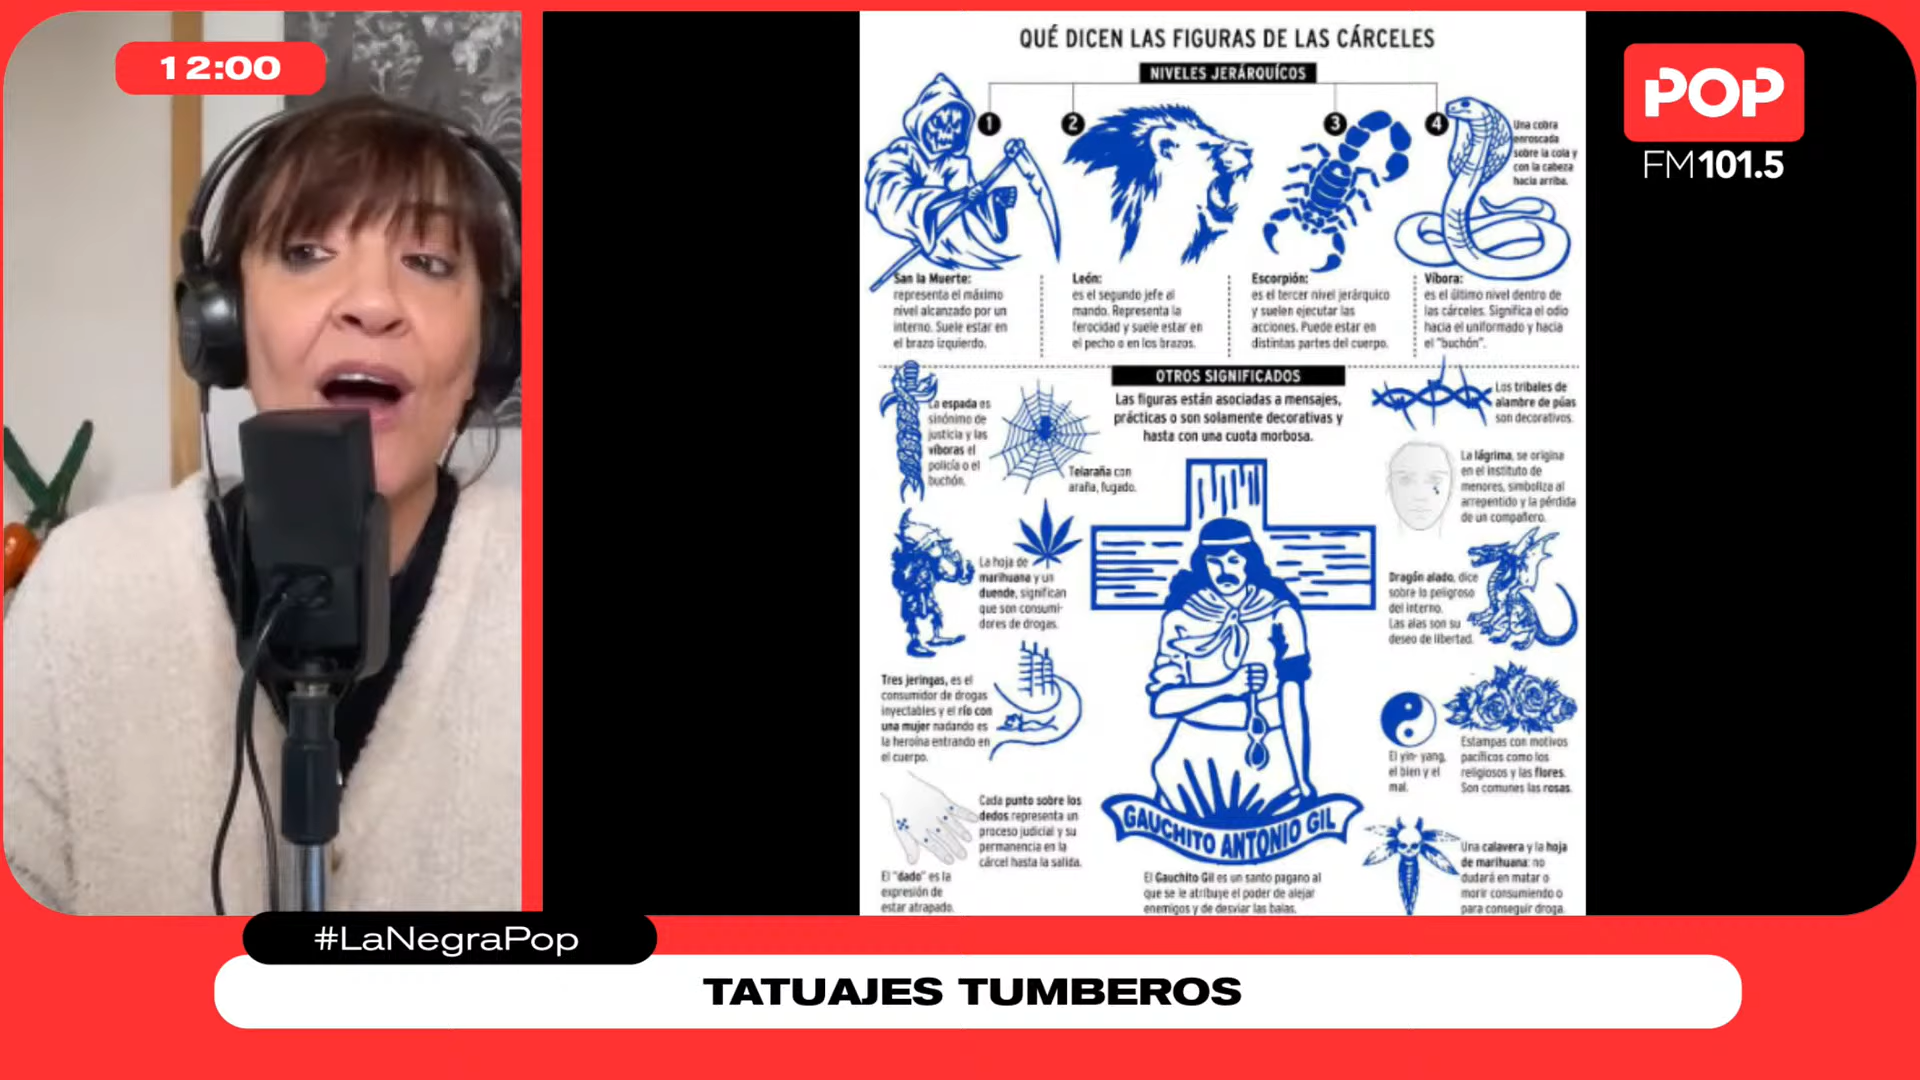 12:00
QUÉ DICEN LAS FIGURAS DE LAS CÁRCELES
NIVELES JERÁRQUÍCOS
1
2
3
4
Una cobra
enroscada
sobre la cola y
con la cabeza
hacia arriba.
San la Muerte:
representa el máximo
nivel alcanzado por un
interno. Suele estar en
el brazo izquierdo.
León:
es el segundo jefe al
mando. Representa la
ferocidad y suele estar en
el pecho o en los brazos.
Escorpión:
es el tercer nivel jerárquico
y suelen ejecutar las
acciones. Puede estar en
distintas partes del cuerpo.
Víbora:
es el último nivel dentro de
las cárceles. Significa el odio
hacia el uniformado y hacia
el "buchón".
OTROS SIGNIFICADOS
Las figuras están asociadas a mensajes,
prácticas o son solamente decorativas y
hasta con una cuota morbosa.
La espada es
sinónimo de
justicia y las
víboras el
policía o el
buchón.
Telaraña con
araña, fugado.
Los tribales de
alambre de púas
son decorativos.
La lágrima, se origina
en el instituto de
menores, simboliza al
arrepentido y la pérdida
de un compañero.
La hoja de
marihuana y un
duende, significan
que son consumi-
dores de drogas.
Dragón alado, dice
sobre lo peligroso
del interno.
Las alas son su
deseo de libertad.
Tres jeringas, es el
consumidor de drogas
inyectables y el río con
una mujer nadando es
la heroína entrando en
el cuerpo.
El yin-yang,
el bien y el
mal.
Estampas con motivos
pacíficos como los
religiosos y las flores.
Son comunes las rosas.
Cada punto sobre los
dedos representa un
proceso judicial y su
permanencia en la
cárcel hasta la salida.
El "dado" es la
expresión de
estar atrapado.
GAUCHITO ANTONIO GIL
El Gauchito Gil es un santo pagano al
que se le atribuye el poder de alejar
enemigos y de desviar las balas.
Una calavera y la hoja
de marihuana: no
dudará en matar o
morir consumiendo o
para conseguir droga.
POP
FM101.5
#LaNegraPop
TATUAJES TUMBEROS